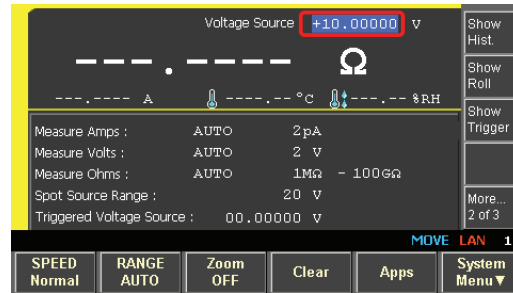 Voltage Source +10.00000 V
Show Hist.
---.---- Ω
Show Roll
---.---- A ----.-- °C ---.-- %RH
Show Trigger
Measure Amps : AUTO 2pA
Measure Volts : AUTO 2 V
Measure Ohms : AUTO 1MΩ - 100GΩ
Spot Source Range : 20 V
More... 2 of 3
Triggered Voltage Source : 00.00000 V
MOVE LAN 1
SPEED Normal
RANGE AUTO
Zoom OFF
Clear
Apps
System Menu▼